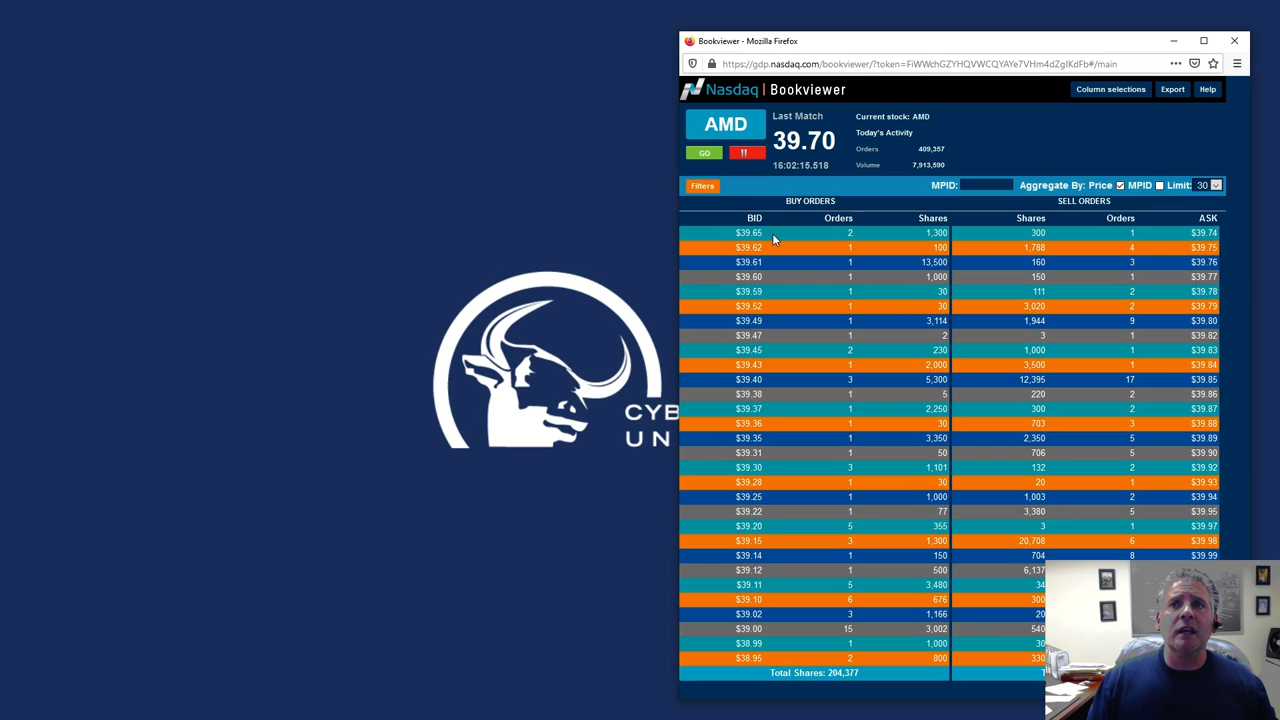 Bookviewer - Mozilla Firefox
https://gdp.nasdaq.com/bookviewer/?token=FiWWchGZYHQVWCQYAYe7VHm4dZgIKdFb#/main
Nasdaq | Bookviewer
Column selections Export Help
AMD
GO
Last Match
39.70
16:02:15.518
Current stock: AMD
Today's Activity
Orders 409,357
Volume 7,913,590
Filters MPID: Aggregate By: Price MPID Limit: 30
BUY ORDERS SELL ORDERS
BID Orders Shares Shares Orders ASK
$39.65 2 1,300 300 1 $39.74
$39.62 1 100 1,788 4 $39.75
$39.61 1 13,500 160 3 $39.76
$39.60 1 1,000 150 1 $39.77
$39.59 1 30 111 2 $39.78
$39.52 1 30 3,020 2 $39.79
$39.49 1 3,114 1,944 9 $39.80
$39.47 1 2 3 1 $39.82
$39.45 2 230 1,000 1 $39.83
$39.43 1 2,000 3,500 1 $39.84
$39.40 3 5,300 12,395 17 $39.85
$39.38 1 5 220 2 $39.86
$39.37 1 2,250 300 2 $39.87
$39.36 1 30 703 3 $39.88
$39.35 1 3,350 2,350 5 $39.89
$39.31 1 50 706 5 $39.90
$39.30 3 1,101 132 2 $39.92
$39.28 1 30 20 1 $39.93
$39.25 1 1,000 1,003 2 $39.94
$39.22 1 77 3,380 5 $39.95
$39.20 5 355 3 1 $39.97
$39.15 3 1,300 20,708 6 $39.98
$39.14 1 150 704 8 $39.99
$39.12 1 500 6,137
$39.11 5 3,480 34
$39.10 6 676 300
$39.02 3 1,166 20
$39.00 15 3,002 540
$38.99 1 1,000 30
$38.95 2 800 330
Total Shares: 204,377 T
CYB
UN